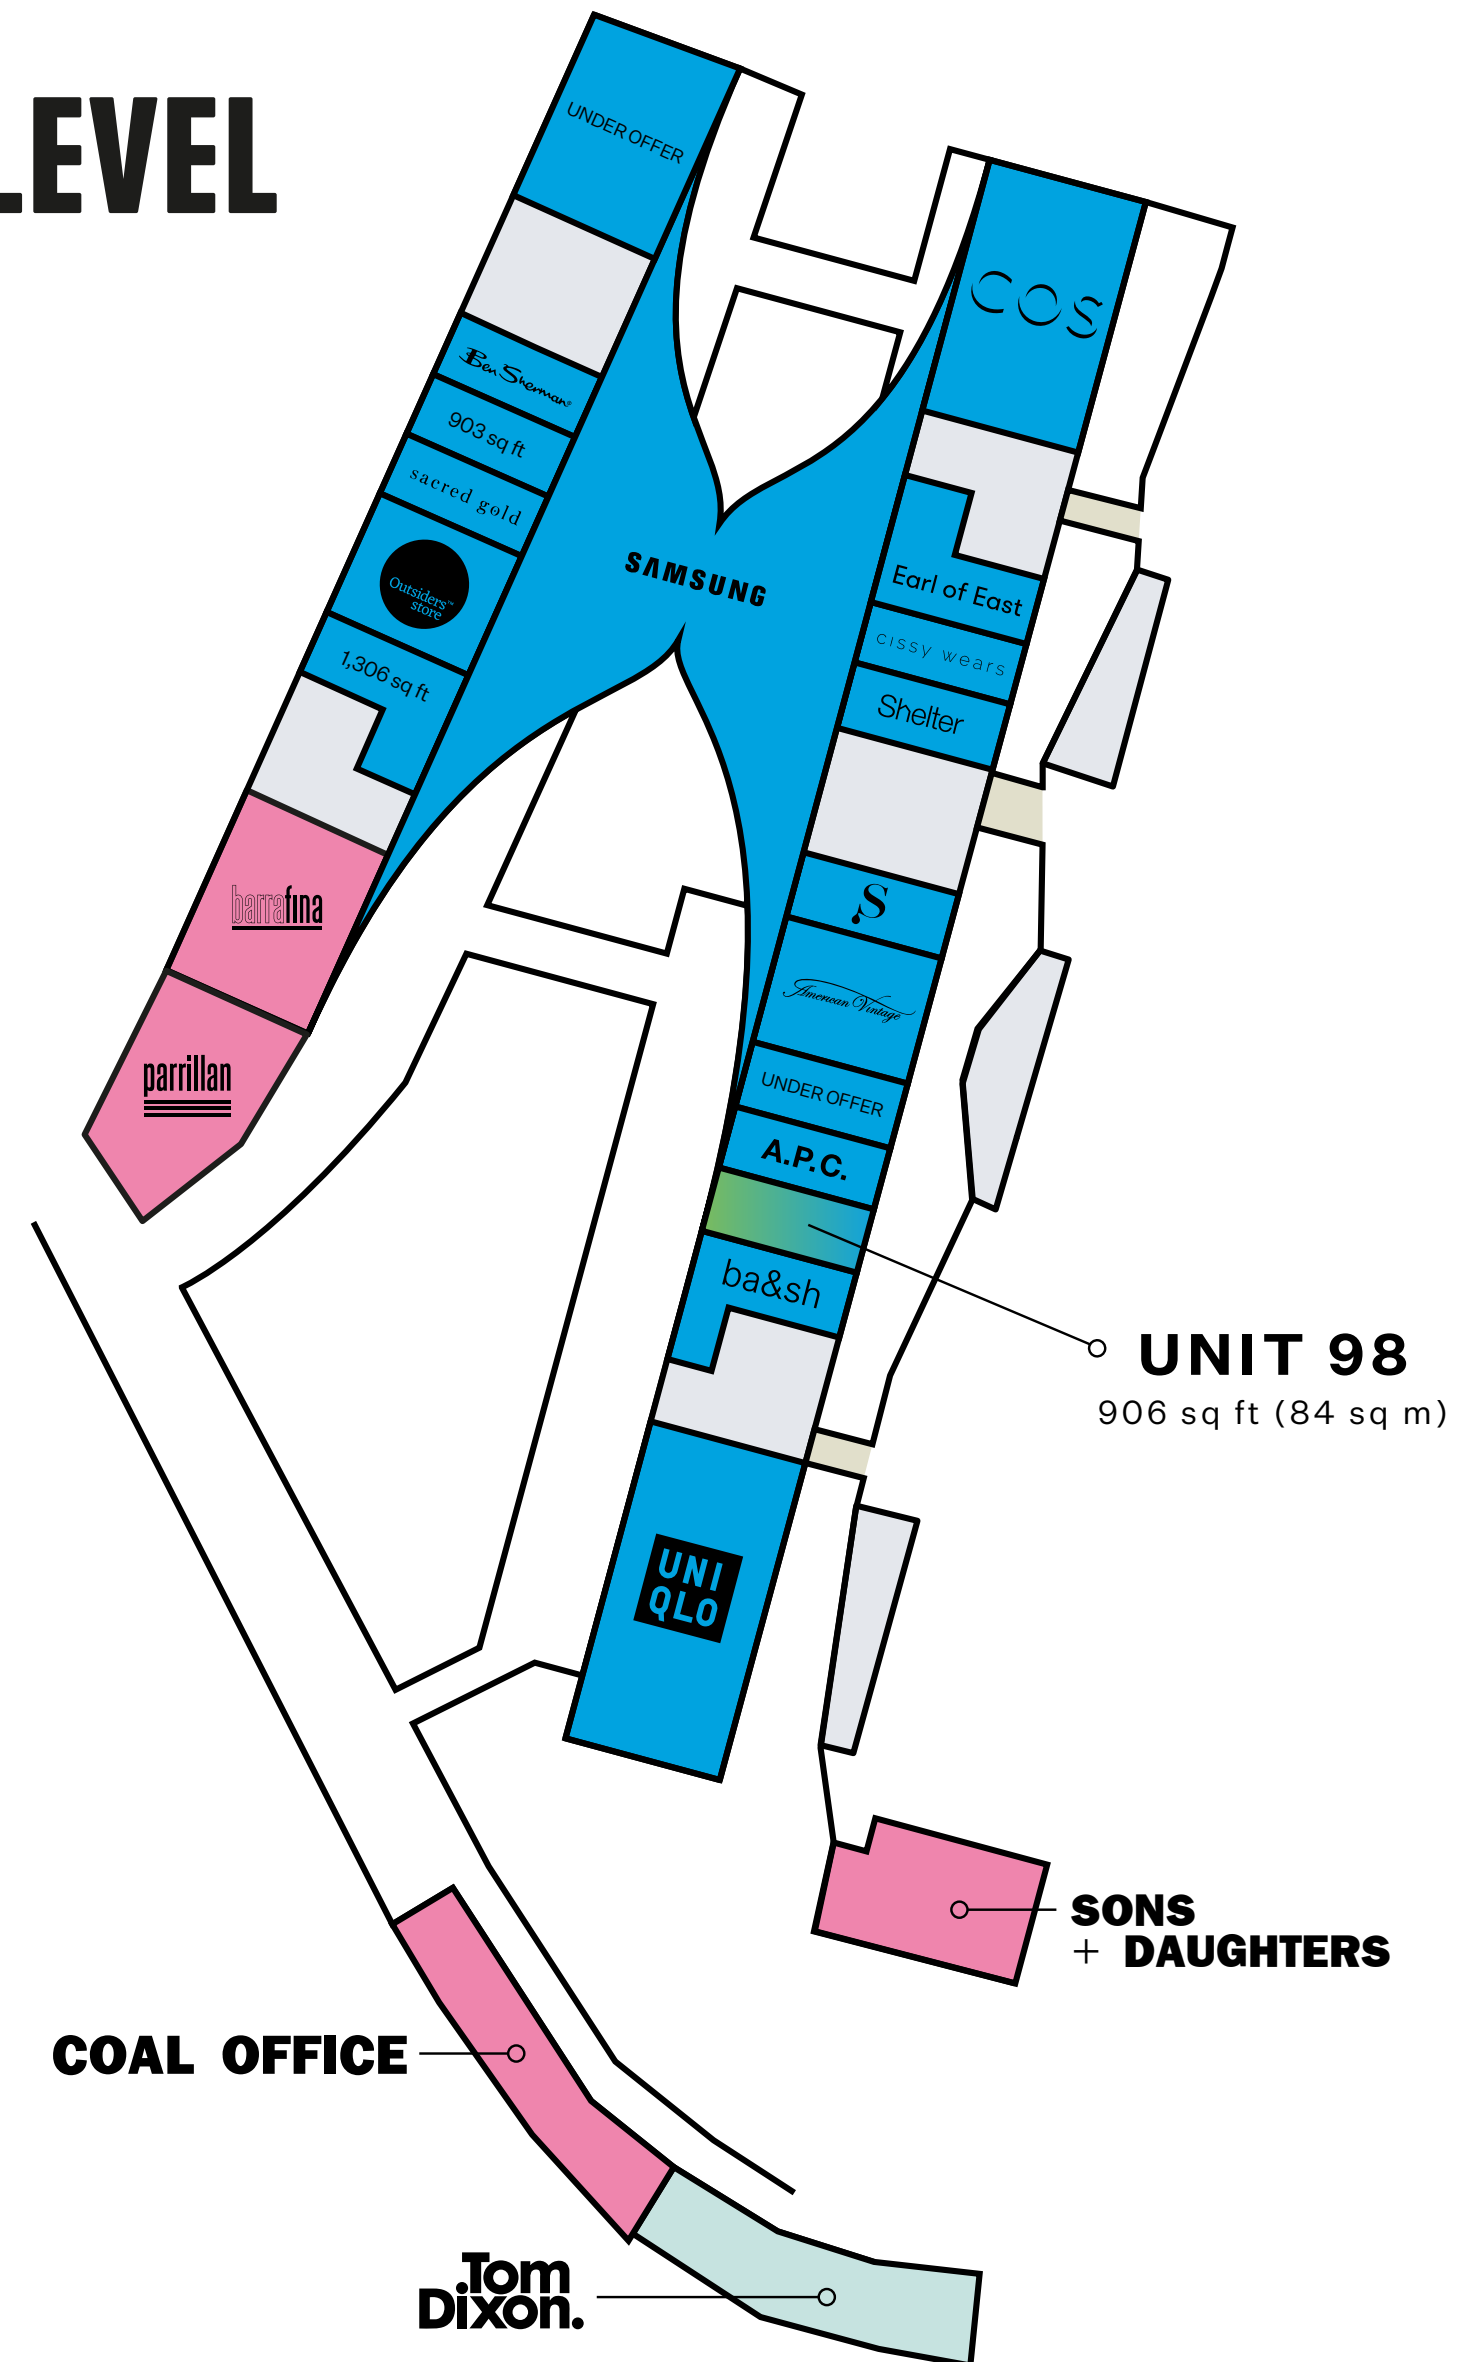 LEVEL
UNDER OFFER
COS
Ben Sherman®
903 sq ft
sacred gold
Outsiders™
store
1,306 sq ft
SAMSUNG
Earl of East
cissy wears
Shelter
barrafina
parrillan
S
American Vintage
UNDER OFFER
A.P.C.
ba&sh
UNIT 98
906 sq ft (84 sq m)
UNI
QLO
SONS
+ DAUGHTERS
COAL OFFICE
Tom
Dixon.